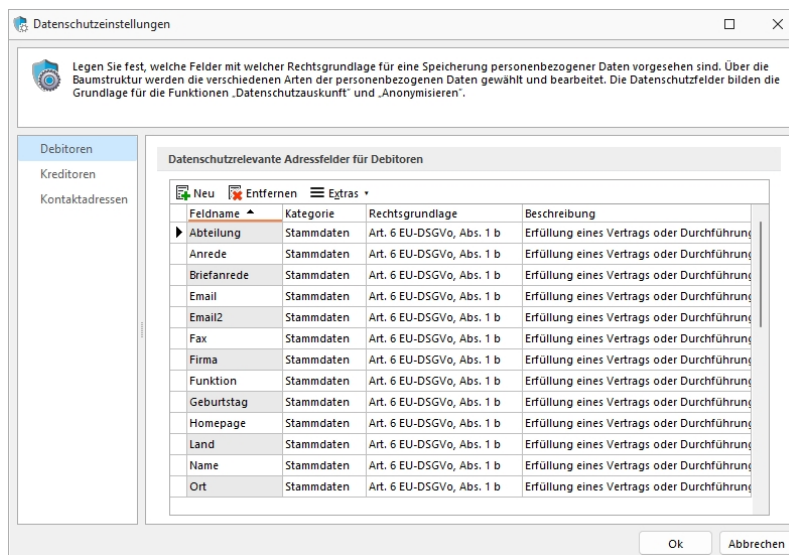 Datenschutzeinstellungen
Legen Sie fest, welche Felder mit welcher Rechtsgrundlage für eine Speicherung personenbezogener Daten vorgesehen sind. Über die
Baumstruktur werden die verschiedenen Arten der personenbezogenen Daten gewählt und bearbeitet. Die Datenschutzfelder bilden die
Grundlage für die Funktionen „Datenschutzauskunft" und „Anonymisieren".
Debitoren
Kreditoren
Kontaktadressen
Datenschutzrelevante Adressfelder für Debitoren
Neu Entfernen Extras
Feldname Kategorie Rechtsgrundlage Beschreibung
Abteilung Stammdaten Art. 6 EU-DSGVo, Abs. 1 b Erfüllung eines Vertrags oder Durchführung
Anrede Stammdaten Art. 6 EU-DSGVo, Abs. 1 b Erfüllung eines Vertrags oder Durchführung
Briefanrede Stammdaten Art. 6 EU-DSGVo, Abs. 1 b Erfüllung eines Vertrags oder Durchführung
Email Stammdaten Art. 6 EU-DSGVo, Abs. 1 b Erfüllung eines Vertrags oder Durchführung
Email2 Stammdaten Art. 6 EU-DSGVo, Abs. 1 b Erfüllung eines Vertrags oder Durchführung
Fax Stammdaten Art. 6 EU-DSGVo, Abs. 1 b Erfüllung eines Vertrags oder Durchführung
Firma Stammdaten Art. 6 EU-DSGVo, Abs. 1 b Erfüllung eines Vertrags oder Durchführung
Funktion Stammdaten Art. 6 EU-DSGVo, Abs. 1 b Erfüllung eines Vertrags oder Durchführung
Geburtstag Stammdaten Art. 6 EU-DSGVo, Abs. 1 b Erfüllung eines Vertrags oder Durchführung
Homepage Stammdaten Art. 6 EU-DSGVo, Abs. 1 b Erfüllung eines Vertrags oder Durchführung
Land Stammdaten Art. 6 EU-DSGVo, Abs. 1 b Erfüllung eines Vertrags oder Durchführung
Name Stammdaten Art. 6 EU-DSGVo, Abs. 1 b Erfüllung eines Vertrags oder Durchführung
Ort Stammdaten Art. 6 EU-DSGVo, Abs. 1 b Erfüllung eines Vertrags oder Durchführung
Ok Abbrechen